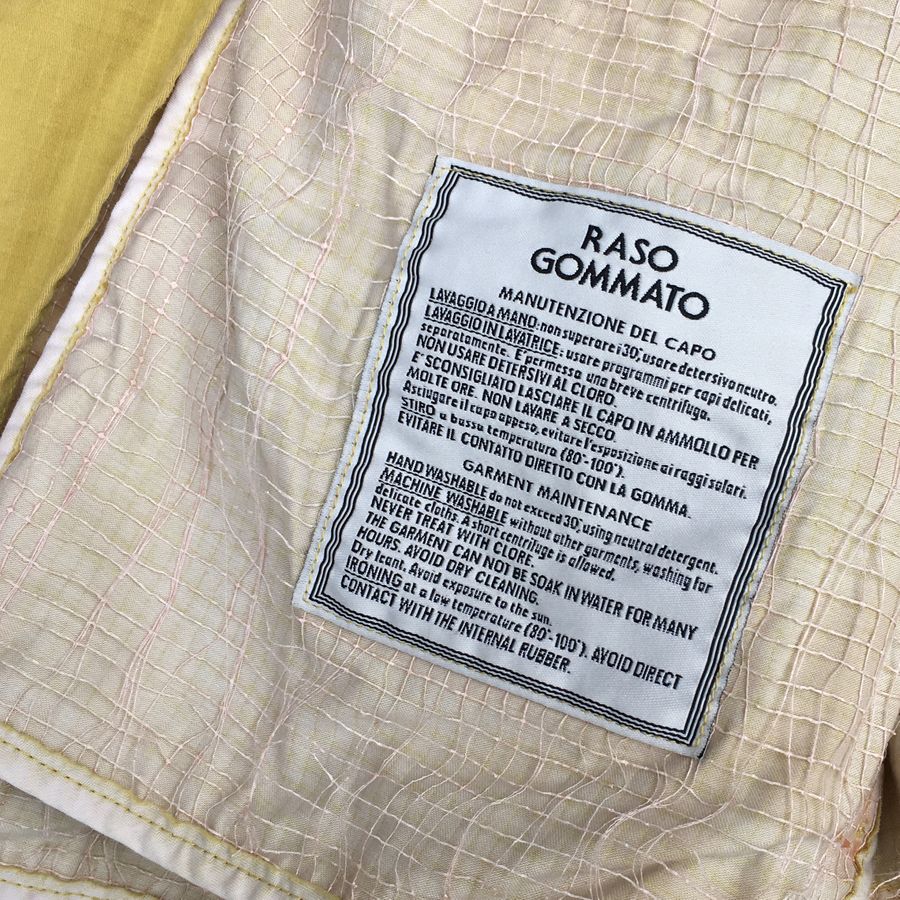 RASO
GOMMATO
MANUTENZIONE DEL CAPO
LAVAGGIO A MANO: non superare i 30°, usare detersivo neutro.
LAVAGGIO IN LAVATRICE: usare programmi per capi delicati,
separatamente. E' permessa una breve centrifuga.
NON USARE DETERSIVI AL CLORO.
E' SCONSIGLIATO LASCIARE IL CAPO IN AMMOLLO PER
MOLTE ORE. NON LAVARE A SECCO.
Asciugare il capo appeso, evitare l'esposizione ai raggi solari.
STIRO a bassa temperatura (80°-100°).
EVITARE IL CONTATTO DIRETTO CON LA GOMMA.
GARMENT MAINTENANCE
HAND WASHABLE do not exceed 30°, using neutral detergent.
MACHINE WASHABLE without other garments, washing for
delicate cloths. A short centrifuge is allowed.
NEVER TREAT WITH CLORE.
THE GARMENT CAN NOT BE SOAK IN WATER FOR MANY
HOURS. AVOID DRY CLEANING.
Dry leant. Avoid exposure to the sun.
IRONING at a low temperature (80°-100°). AVOID DIRECT
CONTACT WITH THE INTERNAL RUBBER.